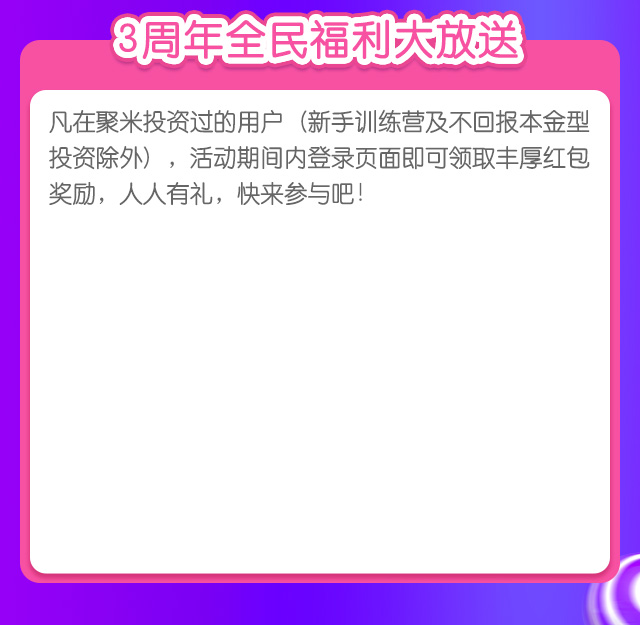 3周年全民福利大放送
凡在聚米投资过的用户（新手训练营及不回报本金型
投资除外），活动期间内登录页面即可领取丰厚红包
奖励，人人有礼，快来参与吧！